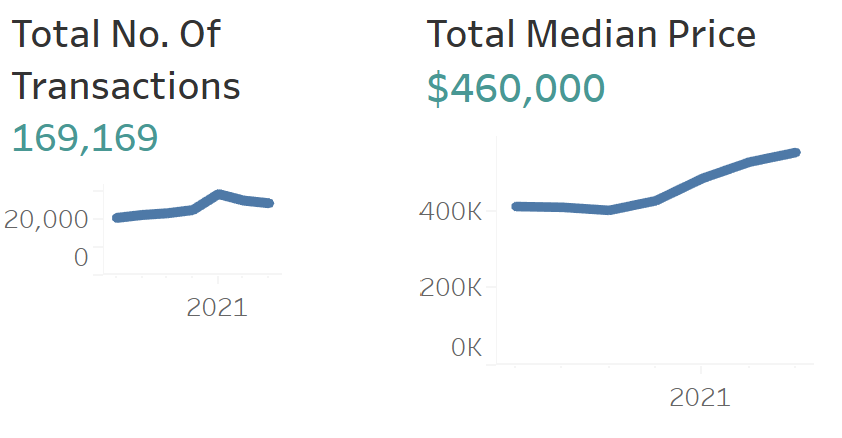 Total No. Of
Transactions
169,169
20,000
0
2021
Total Median Price
$460,000
400K
200K
0K
2021